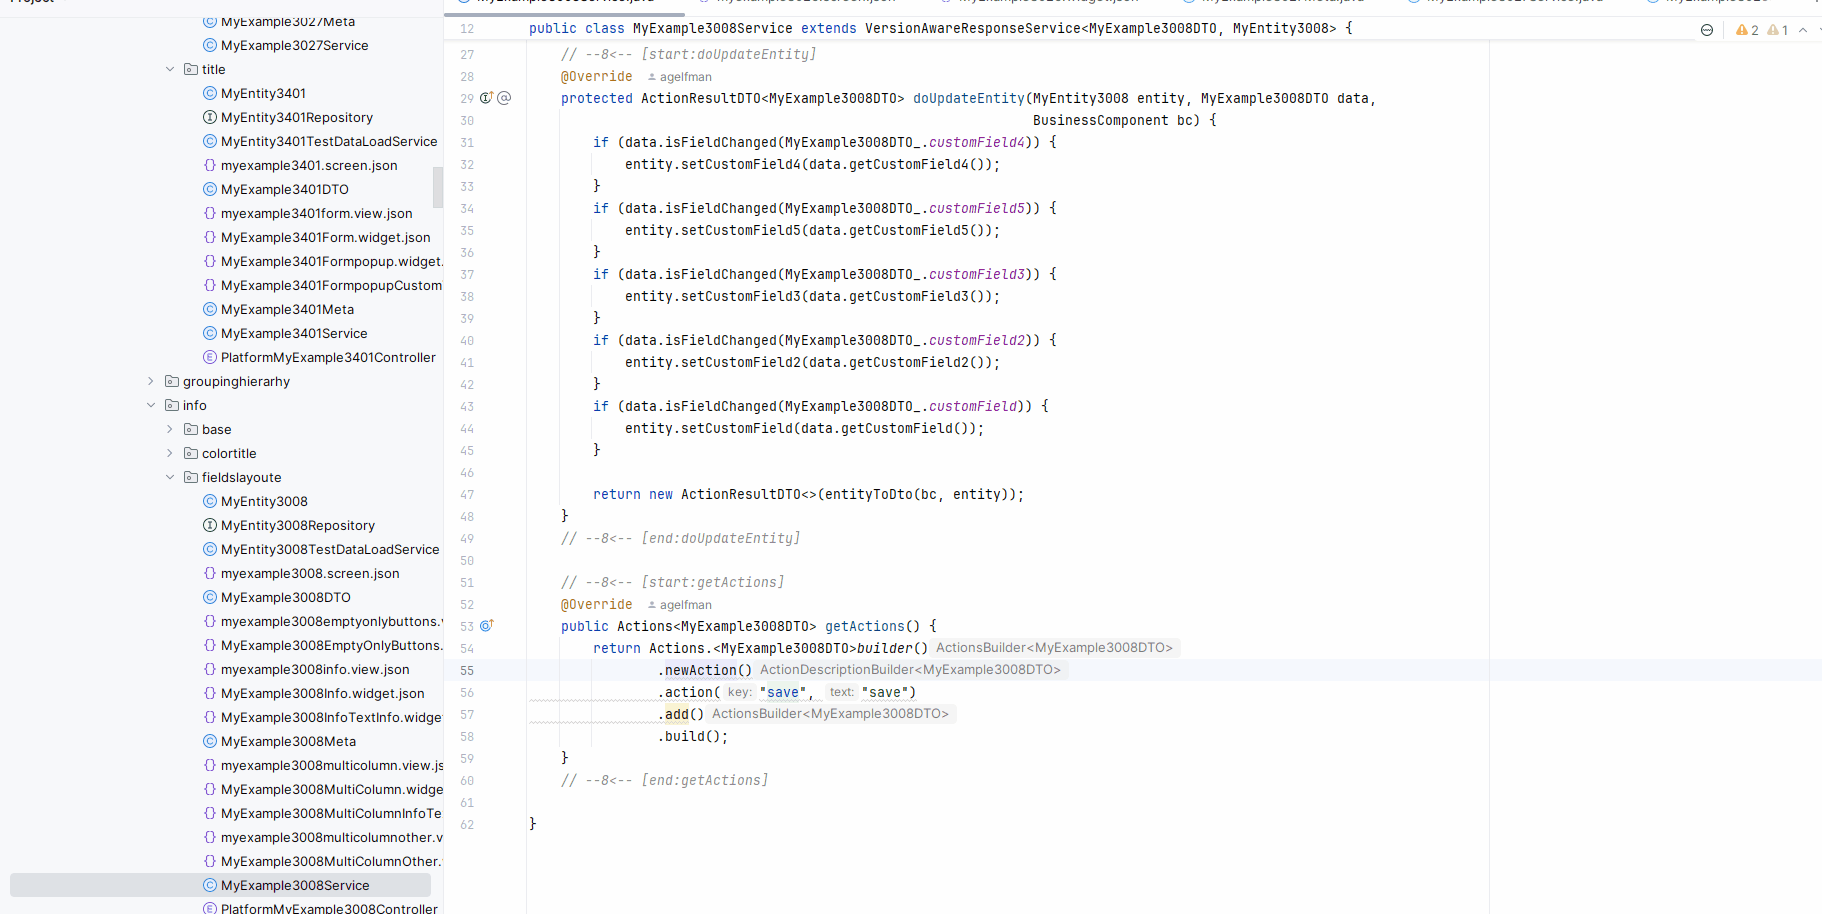 MyExample3027Meta
MyExample3027Service
title
MyEntity3401
MyEntity3401Repository
MyEntity3401TestDataLoadService
myexample3401.screen.json
MyExample3401DTO
myexample3401form.view.json
MyExample3401Form.widget.json
MyExample3401Formpopup.widget.
MyExample3401FormpopupCustom
MyExample3401Meta
MyExample3401Service
PlatformMyExample3401Controller
groupinghierarhy
info
base
colortitle
fieldslayoute
MyEntity3008
MyEntity3008Repository
MyEntity3008TestDataLoadService
myexample3008.screen.json
MyExample3008DTO
myexample3008emptyonlybuttons.
MyExample3008EmptyOnlyButtons.
myexample3008info.view.json
MyExample3008Info.widget.json
MyExample3008InfoTextInfo.widge
MyExample3008Meta
myexample3008multicolumn.view.js
MyExample3008MultiColumn.widge
MyExample3008MultiColumnInfoTe
myexample3008multicolumnother.v
MyExample3008MultiColumnOther.
MyExample3008Service
PlatformMyExample3008Controller
12 public class MyExample3008Service extends VersionAwareResponseService<MyExample3008DTO, MyEntity3008> { 2 1
27 // --8<-- [start:doUpdateEntity]
28 @Override agelfman
29 @ protected ActionResultDTO<MyExample3008DTO> doUpdateEntity(MyEntity3008 entity, MyExample3008DTO data,
30 BusinessComponent bc) {
31 if (data.isFieldChanged(MyExample3008DTO_.customField4)) {
32 entity.setCustomField4(data.getCustomField4());
33 }
34 if (data.isFieldChanged(MyExample3008DTO_.customField5)) {
35 entity.setCustomField5(data.getCustomField5());
36 }
37 if (data.isFieldChanged(MyExample3008DTO_.customField3)) {
38 entity.setCustomField3(data.getCustomField3());
39 }
40 if (data.isFieldChanged(MyExample3008DTO_.customField2)) {
41 entity.setCustomField2(data.getCustomField2());
42 }
43 if (data.isFieldChanged(MyExample3008DTO_.customField)) {
44 entity.setCustomField(data.getCustomField());
45 }
46
47 return new ActionResultDTO<>(entityToDto(bc, entity));
48 }
49 // --8<-- [end:doUpdateEntity]
50
51 // --8<-- [start:getActions]
52 @Override agelfman
53 public Actions<MyExample3008DTO> getActions() {
54 return Actions.<MyExample3008DTO>builder() ActionsBuilder<MyExample3008DTO>
55 .newAction() ActionDescriptionBuilder<MyExample3008DTO>
56 .action( key: "save", text: "save")
57 .add() ActionsBuilder<MyExample3008DTO>
58 .build();
59 }
60 // --8<-- [end:getActions]
61
62 }